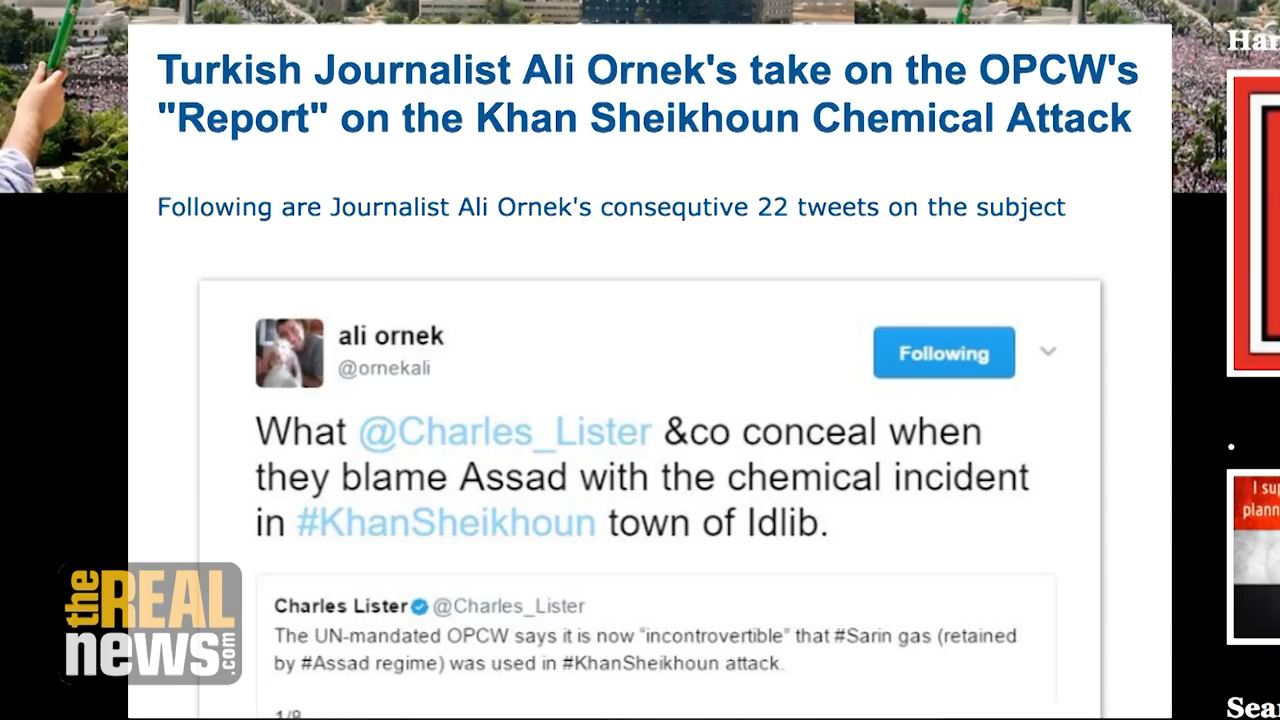 Turkish Journalist Ali Ornek's take on the OPCW's
"Report" on the Khan Sheikhoun Chemical Attack
Following are Journalist Ali Ornek's consequtive 22 tweets on the subject
ali ornek
@ornekali
Following
What @Charles_Lister &co conceal when
they blame Assad with the chemical incident
in #KhanSheikhoun town of Idlib.
Charles Lister @Charles_Lister
The UN-mandated OPCW says it is now "incontrovertible" that #Sarin gas (retained
by #Assad regime) was used in #KhanSheikhoun attack.
1/8
the REAL
news.com
I